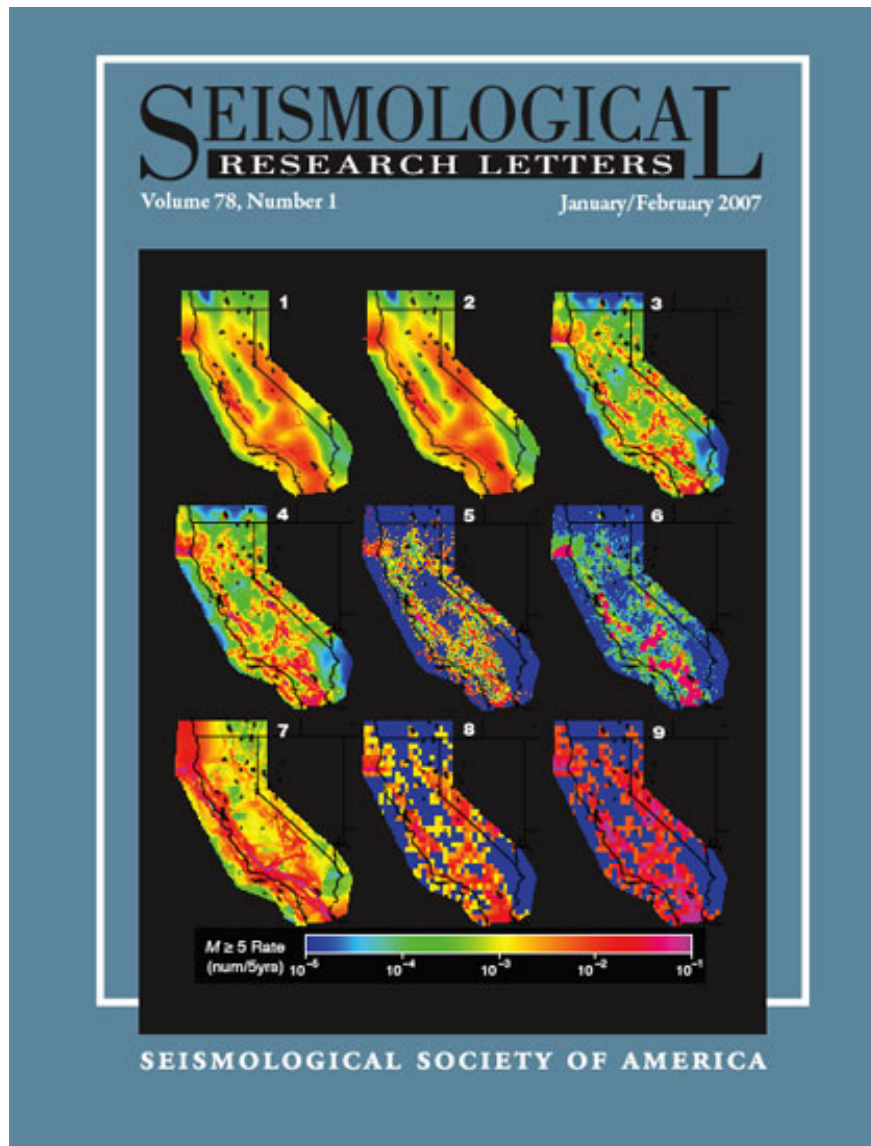 SEISMOLOGICAL
RESEARCH LETTERS
Volume 78, Number 1 January/February 2007
1 2 3
4 5 6
7 8 9
M ≥ 5 Rate
(num/5yrs) 10⁻⁵ 10⁻⁴ 10⁻³ 10⁻² 10⁻¹
SEISMOLOGICAL SOCIETY OF AMERICA